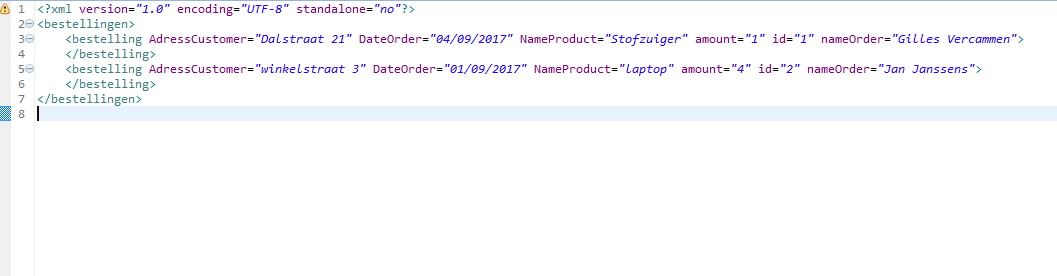 1 <?xml version="1.0" encoding="UTF-8" standalone="no"?>
2 <bestellingen>
3 <bestelling AdressCustomer="Dalstraat 21" DateOrder="04/09/2017" NameProduct="Stofzuiger" amount="1" id="1" nameOrder="Gilles Vercammen">
4 </bestelling>
5 <bestelling AdressCustomer="winkelstraat 3" DateOrder="01/09/2017" NameProduct="laptop" amount="4" id="2" nameOrder="Jan Janssens">
6 </bestelling>
7 </bestellingen>
8